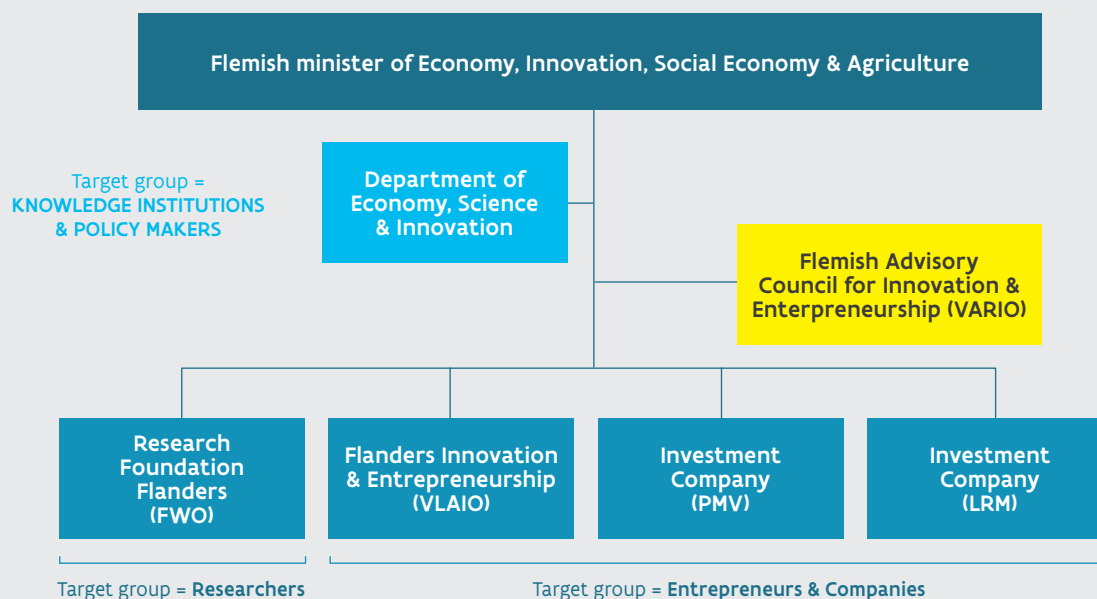 Flemish minister of Economy, Innovation, Social Economy & Agriculture
Target group =
KNOWLEDGE INSTITUTIONS
& POLICY MAKERS
Department of
Economy, Science
& Innovation
Flemish Advisory
Council for Innovation &
Enterpreneurship (VARIO)
Research
Foundation
Flanders
(FWO)
Flanders Innovation
& Entrepreneurship
(VLAIO)
Investment
Company
(PMV)
Investment
Company
(LRM)
Target group = Researchers
Target group = Entrepreneurs & Companies